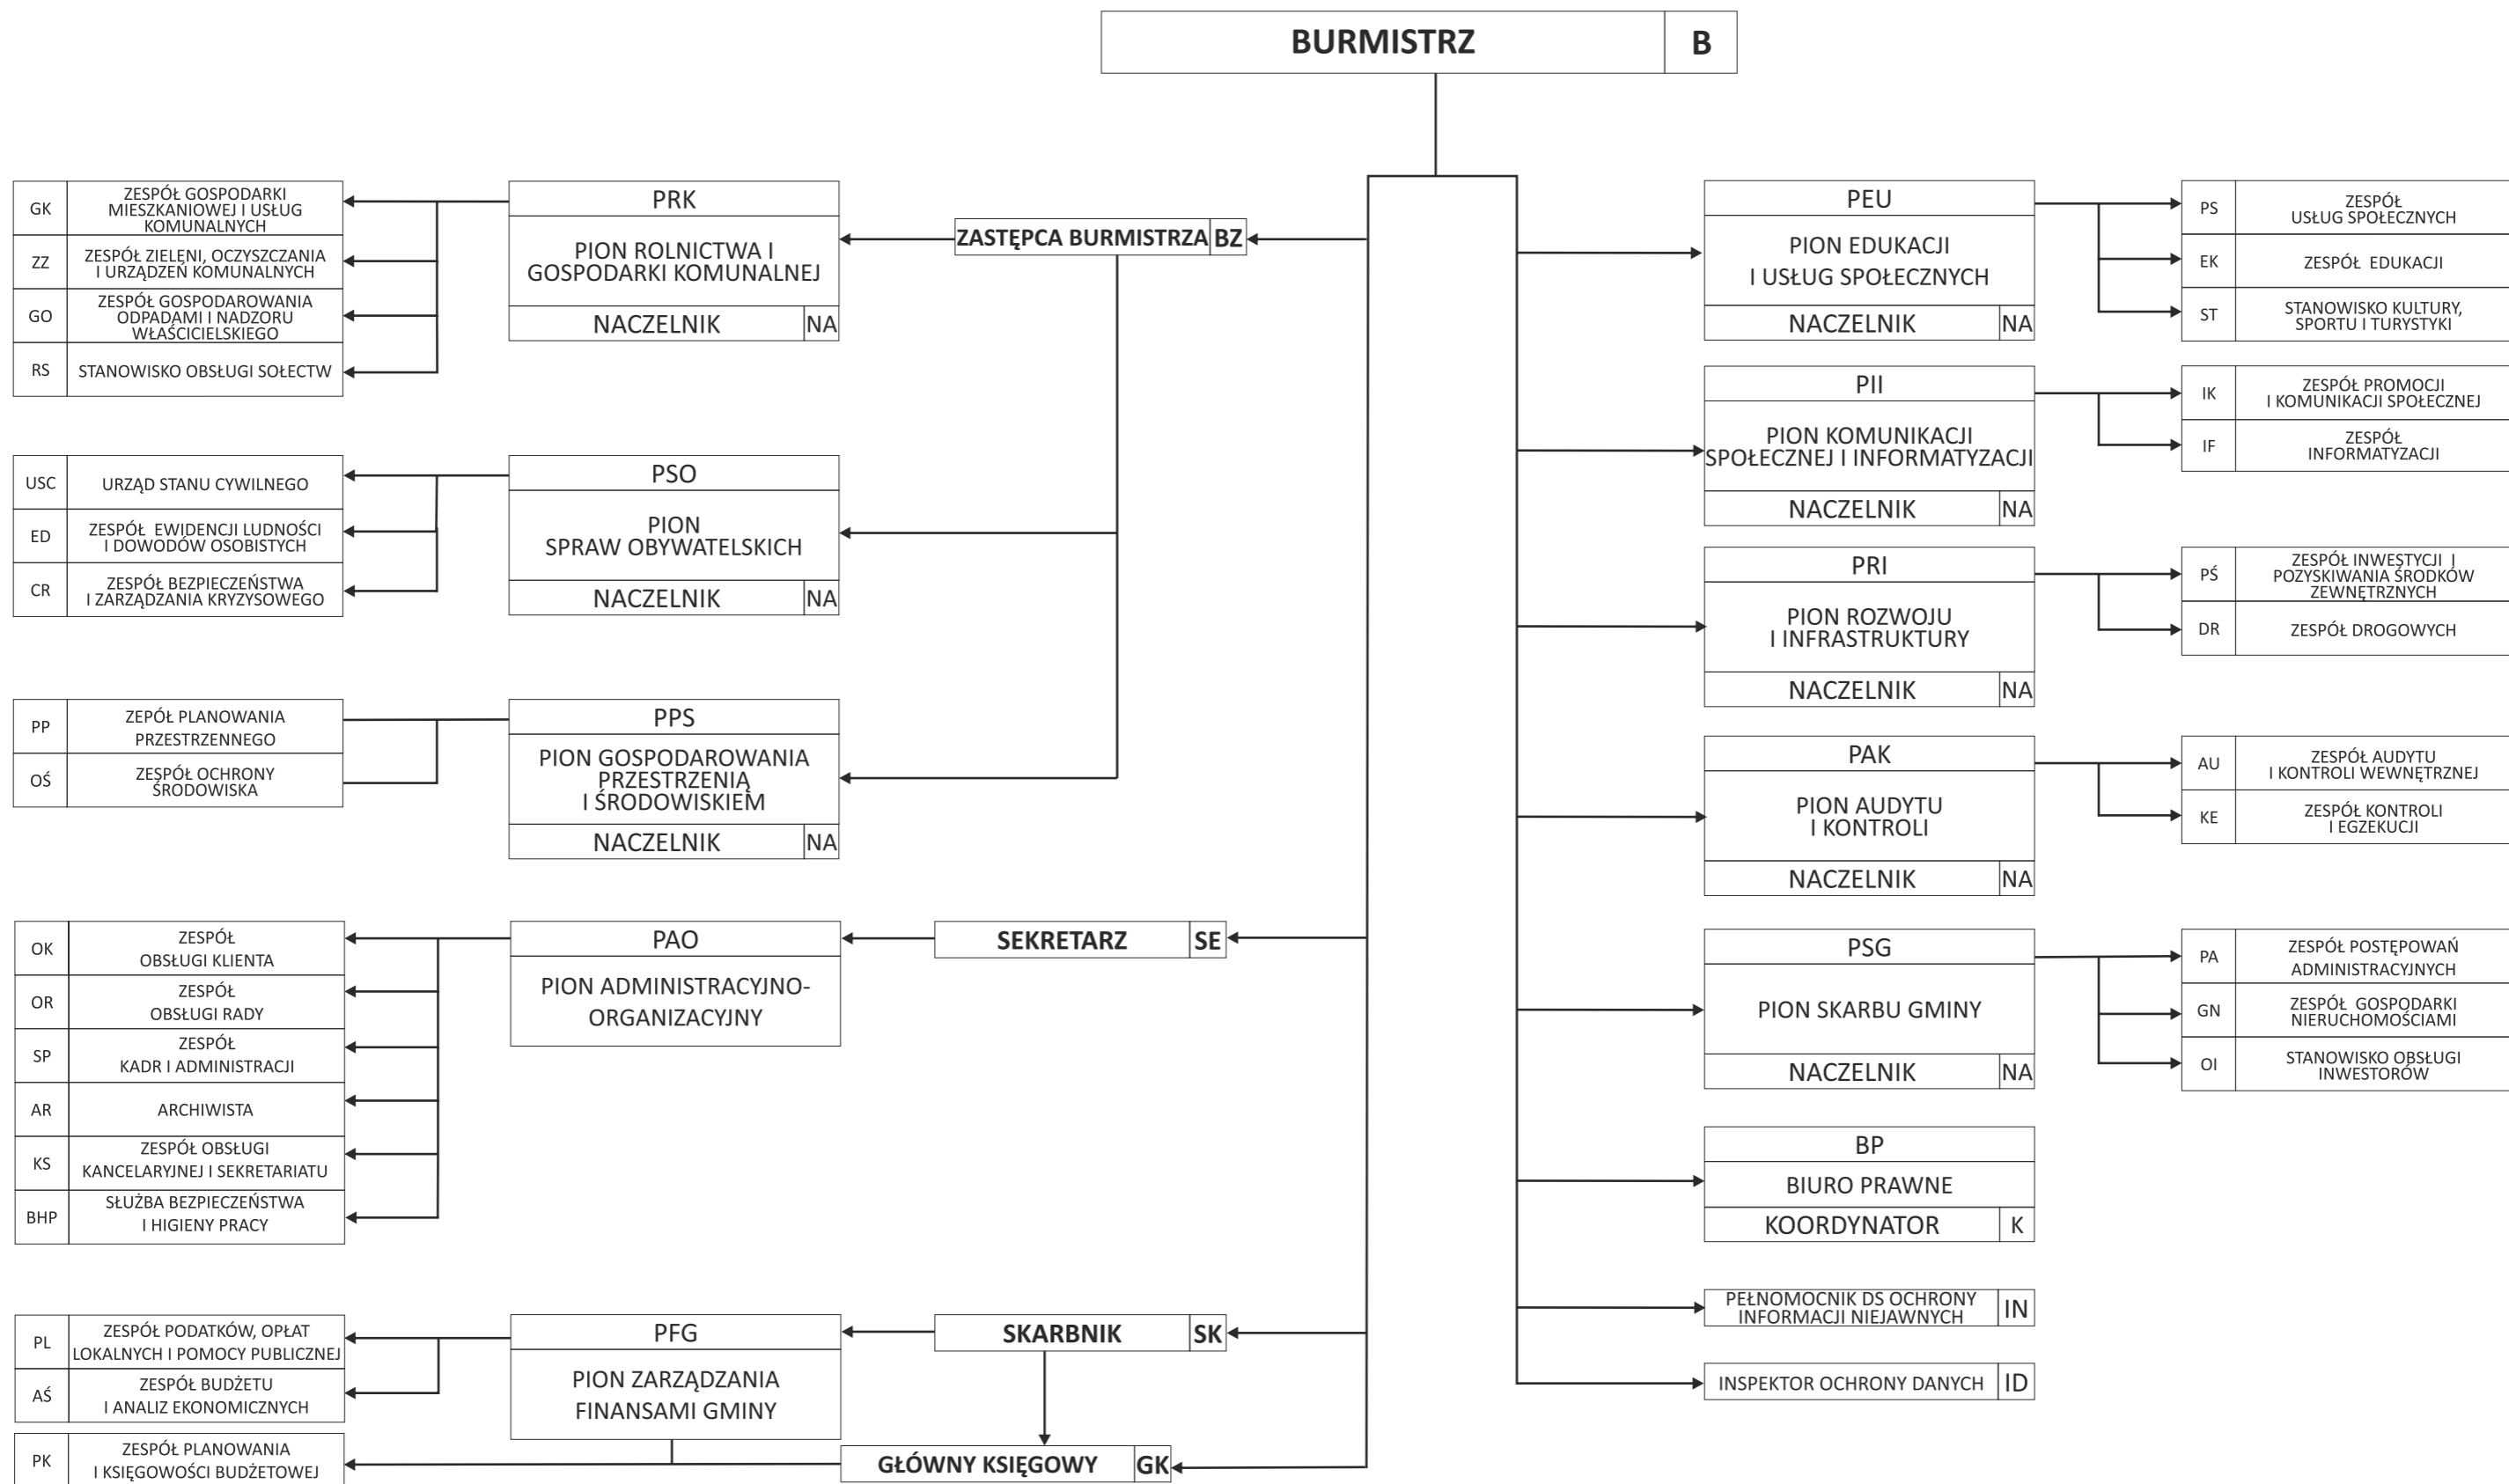 BURMISTRZ B
GK ZESPÓŁ GOSPODARKI
MIESZKANIOWEJ I USŁUG
KOMUNALNYCH
ZZ ZESPÓŁ ZIELENI, OCZYSZCZANIA
I URZĄDZEŃ KOMUNALNYCH
GO ZESPÓŁ GOSPODAROWANIA
ODPADAMI I NADZORU
WŁAŚCICIELSKIEGO
RS STANOWISKO OBSŁUGI SOŁECTW
PRK
PION ROLNICTWA I
GOSPODARKI KOMUNALNEJ
NACZELNIK NA
ZASTĘPCA BURMISTRZA BZ
USC URZĄD STANU CYWILNEGO
ED ZESPÓŁ EWIDENCJI LUDNOŚCI
I DOWODÓW OSOBISTYCH
CR ZESPÓŁ BEZPIECZEŃSTWA
I ZARZĄDZANIA KRYZYSOWEGO
PSO
PION
SPRAW OBYWATELSKICH
NACZELNIK NA
PP ZEPÓŁ PLANOWANIA
PRZESTRZENNEGO
OŚ ZESPÓŁ OCHRONY
ŚRODOWISKA
PPS
PION GOSPODAROWANIA
PRZESTRZENIĄ
I ŚRODOWISKIEM
NACZELNIK NA
OK ZESPÓŁ
OBSŁUGI KLIENTA
OR ZESPÓŁ
OBSŁUGI RADY
SP ZESPÓŁ
KADR I ADMINISTRACJI
AR ARCHIWISTA
KS ZESPÓŁ OBSŁUGI
KANCELARYJNEJ I SEKRETARIATU
BHP SŁUŻBA BEZPIECZEŃSTWA
I HIGIENY PRACY
PAO
PION ADMINISTRACYJNO-
ORGANIZACYJNY
SEKRETARZ SE
PL ZESPÓŁ PODATKÓW, OPŁAT
LOKALNYCH I POMOCY PUBLICZNEJ
AŚ ZESPÓŁ BUDŻETU
I ANALIZ EKONOMICZNYCH
PK ZESPÓŁ PLANOWANIA
I KSIĘGOWOŚCI BUDŻETOWEJ
PFG
PION ZARZĄDZANIA
FINANSAMI GMINY
SKARBNIK SK
GŁÓWNY KSIĘGOWY GK
PEU
PION EDUKACJI
I USŁUG SPOŁECZNYCH
NACZELNIK NA
PS ZESPÓŁ
USŁUG SPOŁECZNYCH
EK ZESPÓŁ EDUKACJI
ST STANOWISKO KULTURY,
SPORTU I TURYSTYKI
PII
PION KOMUNIKACJI
SPOŁECZNEJ I INFORMATYZACJI
NACZELNIK NA
IK ZESPÓŁ PROMOCJI
I KOMUNIKACJI SPOŁECZNEJ
IF ZESPÓŁ
INFORMATYZACJI
PRI
PION ROZWOJU
I INFRASTRUKTURY
NACZELNIK NA
PŚ ZESPÓŁ INWESTYCJI I
POZYSKIWANIA ŚRODKÓW
ZEWNĘTRZNYCH
DR ZESPÓŁ DROGOWYCH
PAK
PION AUDYTU
I KONTROLI
NACZELNIK NA
AU ZESPÓŁ AUDYTU
I KONTROLI WEWNĘTRZNEJ
KE ZESPÓŁ KONTROLI
I EGZEKUCJI
PSG
PION SKARBU GMINY
NACZELNIK NA
PA ZESPÓŁ POSTĘPOWAŃ
ADMINISTRACYJNYCH
GN ZESPÓŁ GOSPODARKI
NIERUCHOMOŚCIAMI
OI STANOWISKO OBSŁUGI
INWESTORÓW
BP
BIURO PRAWNE
KOORDYNATOR K
PEŁNOMOCNIK DS OCHRONY
INFORMACJI NIEJAWNYCH IN
INSPEKTOR OCHRONY DANYCH ID